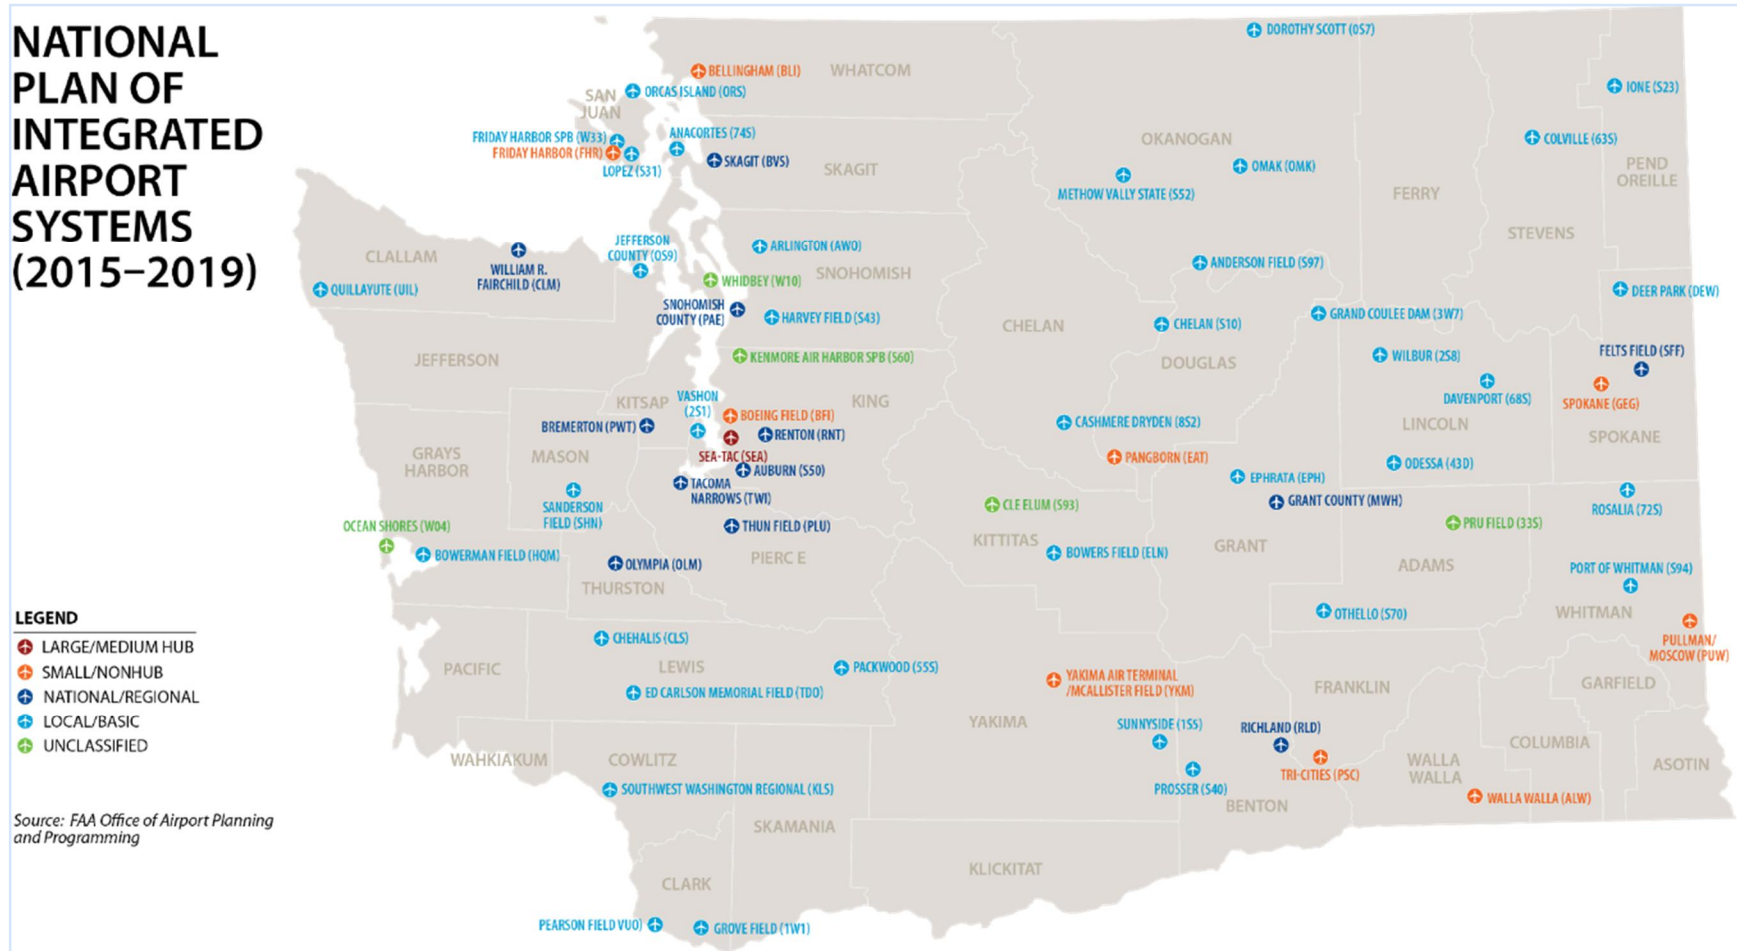 NATIONAL
PLAN OF
INTEGRATED
AIRPORT
SYSTEMS
(2015–2019)
DOROTHY SCOTT (0S7)
BELLINGHAM (BLI)
WHATCOM
IONE (S23)
SAN
JUAN
ORCAS ISLAND (ORS)
FRIDAY HARBOR SPB (W33)
ANACORTES (74S)
OKANOGAN
COLVILLE (63S)
FRIDAY HARBOR (FHR)
SKAGIT (BVS)
LOPEZ (S31)
SKAGIT
OMAK (OMK)
PEND
OREILLE
METHOW VALLY STATE (S52)
FERRY
STEVENS
JEFFERSON
COUNTY (0S9)
ARLINGTON (AWO)
CLALLAM
WILLIAM R.
FAIRCHILD (CLM)
SNOHOMISH
ANDERSON FIELD (S97)
WHIDBEY (W10)
QUILLAYUTE (UIL)
DEER PARK (DEW)
SNOHOMISH
COUNTY (PAE)
HARVEY FIELD (S43)
GRAND COULEE DAM (3W7)
CHELAN
CHELAN (S10)
KENMORE AIR HARBOR SPB (S60)
JEFFERSON
DOUGLAS
WILBUR (2S8)
FELTS FIELD (SFF)
KITSAP
VASHON
(2S1)
KING
DAVENPORT (68S)
SPOKANE (GEG)
BOEING FIELD (BFI)
BREMERTON (PWT)
RENTON (RNT)
CASHMERE DRYDEN (8S2)
LINCOLN
SPOKANE
GRAYS
HARBOR
MASON
SEA-TAC (SEA)
PANGBORN (EAT)
AUBURN (S50)
ODESSA (43D)
TACOMA
NARROWS (TWI)
EPHRATA (EPH)
SANDERSON
FIELD (SHN)
CLE ELUM (S93)
GRANT COUNTY (MWH)
ROSALIA (72S)
OCEAN SHORES (W04)
THUN FIELD (PLU)
PRU FIELD (33S)
KITTITAS
BOWERMAN FIELD (HQM)
PIERC E
BOWERS FIELD (ELN)
GRANT
ADAMS
OLYMPIA (OLM)
PORT OF WHITMAN (S94)
THURSTON
OTHELLO (S70)
WHITMAN
CHEHALIS (CLS)
PULLMAN/
MOSCOW (PUW)
PACIFIC
LEWIS
PACKWOOD (55S)
YAKIMA AIR TERMINAL
/MCALLISTER FIELD (YKM)
FRANKLIN
GARFIELD
ED CARLSON MEMORIAL FIELD (TDO)
YAKIMA
SUNNYSIDE (1S5)
RICHLAND (RLD)
WAHKIAKUM
COWLITZ
COLUMBIA
WALLA
WALLA
ASOTIN
TRI-CITIES (PSC)
SOUTHWEST WASHINGTON REGIONAL (KLS)
PROSSER (S40)
BENTON
WALLA WALLA (ALW)
SKAMANIA
KLICKITAT
CLARK
PEARSON FIELD VUO)
GROVE FIELD (1W1)
LEGEND
LARGE/MEDIUM HUB
SMALL/NONHUB
NATIONAL/REGIONAL
LOCAL/BASIC
UNCLASSIFIED
Source: FAA Office of Airport Planning
and Programming